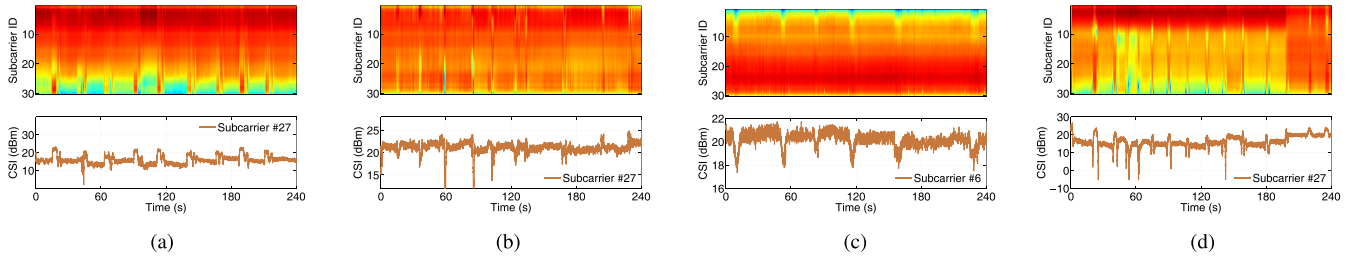 Subcarrier ID
10
20
30
CSI (dBm)
30
20
10
Subcarrier #27
0 60 120 180 240
Time (s)
(a)
Subcarrier ID
10
20
30
CSI (dBm)
25
20
15
Subcarrier #27
0 60 120 180 240
Time (s)
(b)
Subcarrier ID
10
20
30
CSI (dBm)
22
20
18
16
Subcarrier #6
0 60 120 180 240
Time (s)
(c)
Subcarrier ID
10
20
30
CSI (dBm)
30
20
10
0
−10
Subcarrier #27
0 60 120 180 240
Time (s)
(d)